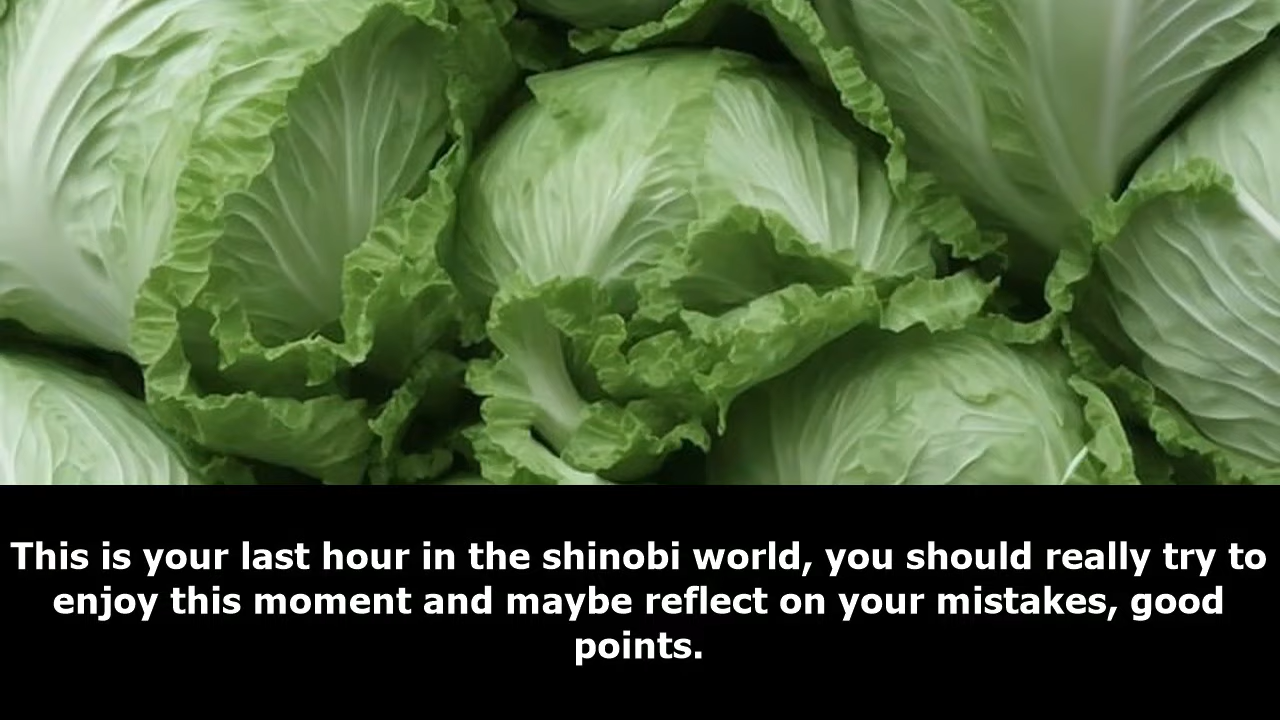 This is your last hour in the shinobi world, you should really try to
enjoy this moment and maybe reflect on your mistakes, good
points.